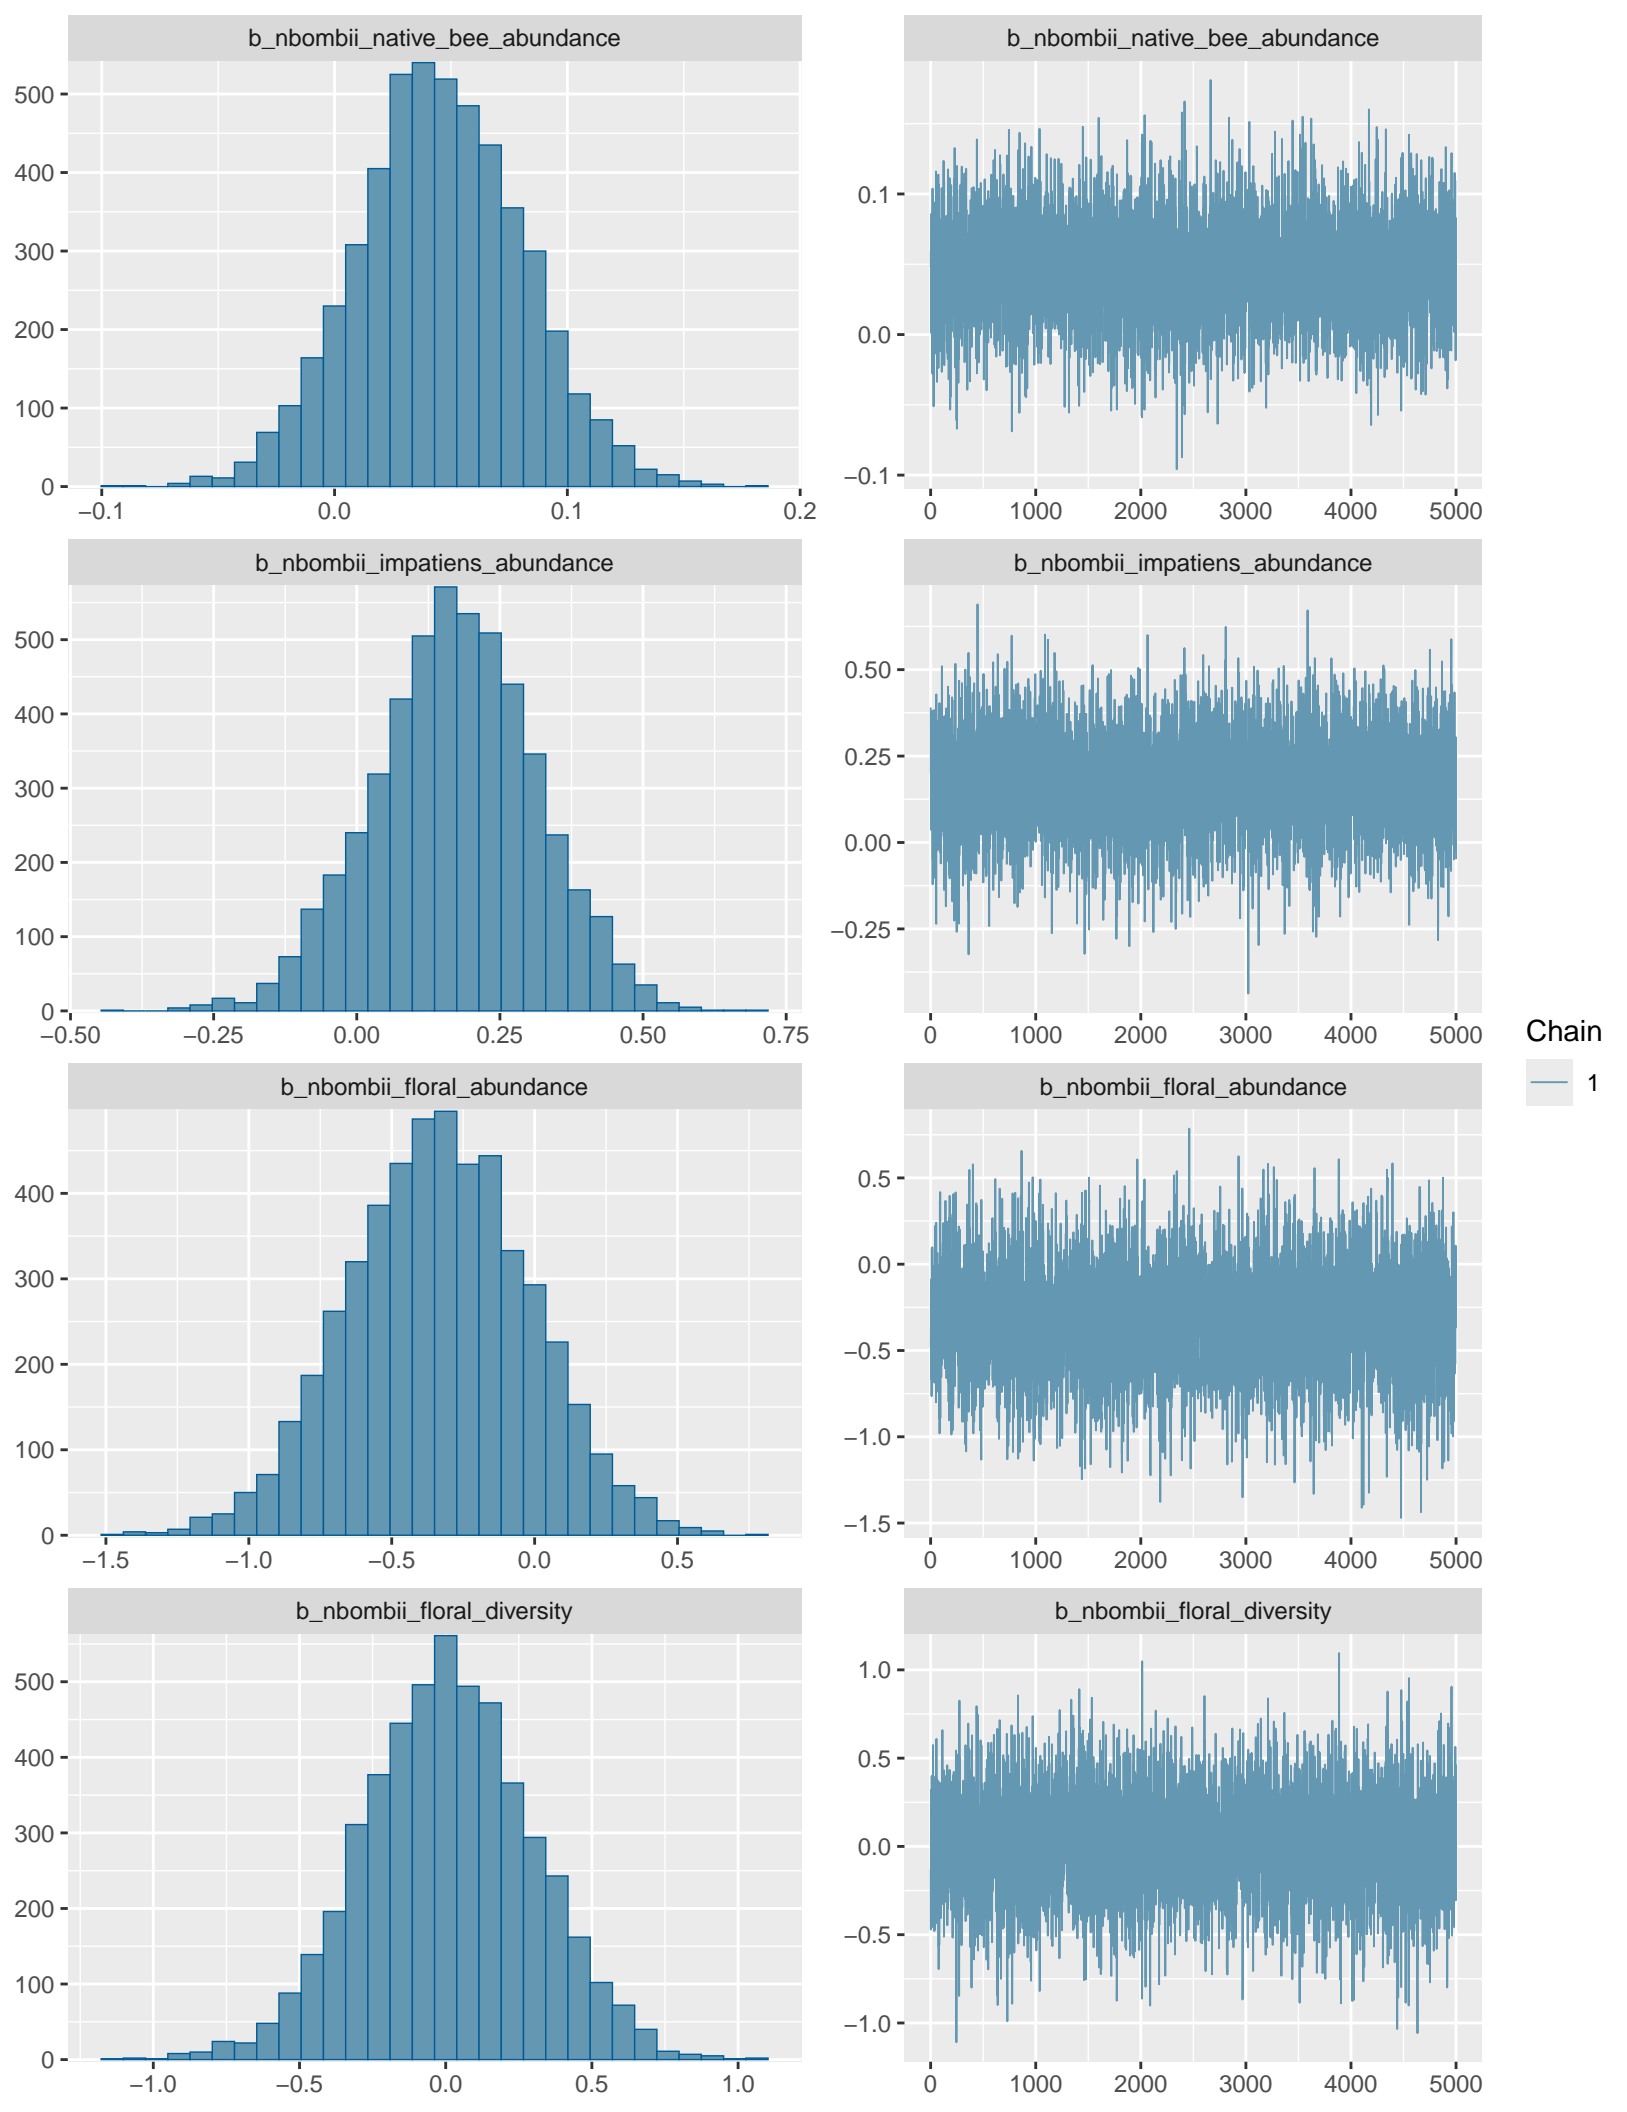 b_nbombii_native_bee_abundance
500
400
300
200
100
0
−0.1 0.0 0.1 0.2
b_nbombii_native_bee_abundance
0.1
0.0
−0.1
0 1000 2000 3000 4000 5000
b_nbombii_impatiens_abundance
500
400
300
200
100
0
−0.50 −0.25 0.00 0.25 0.50 0.75
b_nbombii_impatiens_abundance
0.50
0.25
0.00
−0.25
0 1000 2000 3000 4000 5000
b_nbombii_floral_abundance
400
300
200
100
0
−1.5 −1.0 −0.5 0.0 0.5
b_nbombii_floral_abundance
0.5
0.0
−0.5
−1.0
−1.5
0 1000 2000 3000 4000 5000
b_nbombii_floral_diversity
500
400
300
200
100
0
−1.0 −0.5 0.0 0.5 1.0
b_nbombii_floral_diversity
1.0
0.5
0.0
−0.5
−1.0
0 1000 2000 3000 4000 5000
Chain
1